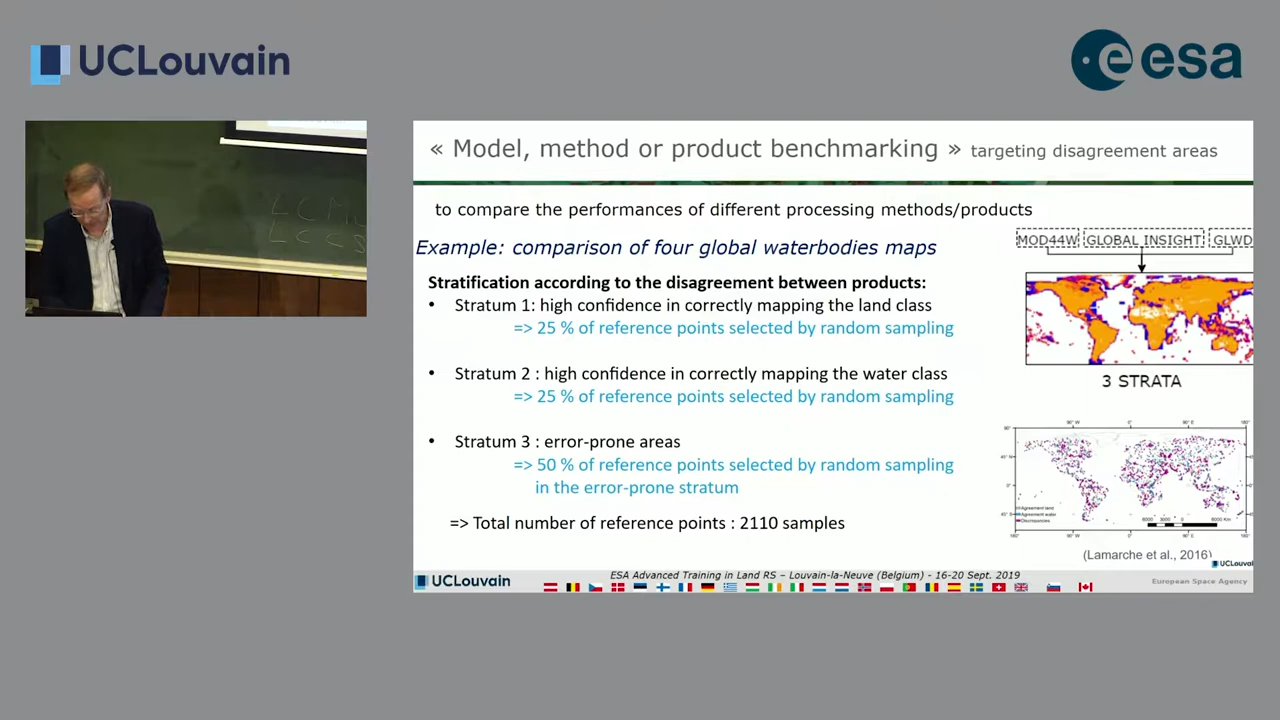 UCLouvain
esa
L C
L C C S
« Model, method or product benchmarking » targeting disagreement areas
to compare the performances of different processing methods/products
Example: comparison of four global waterbodies maps
Stratification according to the disagreement between products:
• Stratum 1: high confidence in correctly mapping the land class
=> 25 % of reference points selected by random sampling
• Stratum 2 : high confidence in correctly mapping the water class
=> 25 % of reference points selected by random sampling
• Stratum 3 : error-prone areas
=> 50 % of reference points selected by random sampling
in the error-prone stratum
=> Total number of reference points : 2110 samples
MOD44W GLOBAL INSIGHT GLWD
3 STRATA
Agreement land
Agreement water
Discrepancies
(Lamarche et al., 2016)
UCLouvain
ESA Advanced Training in Land RS – Louvain-la-Neuve (Belgium) - 16-20 Sept. 2019
European Space Agency